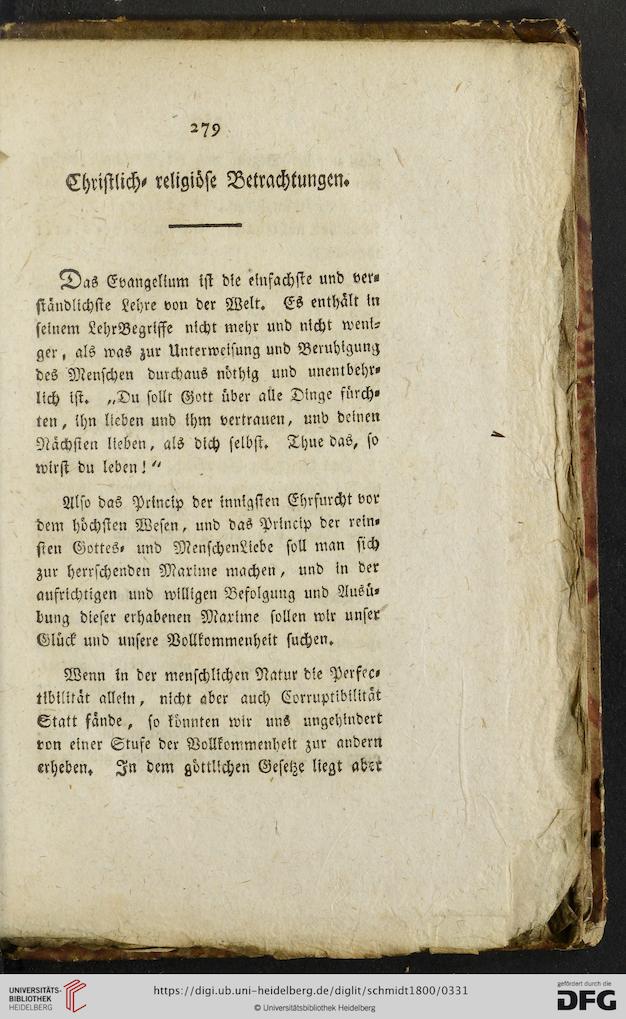 279
Christlich- religiöse Betrachtungen.
Das Evangelium ist die einfachste und ver-
ständlichste Lehre von der Welt. Es enthält in
seinem LehrBegriffe nicht mehr und nicht weni-
ger, als was zur Unterweisung und Beruhigung
des Menschen durchaus nöthig und unentbehr-
lich ist. „Du sollt Gott über alle Dinge fürch-
ten, ihn lieben und ihm vertrauen, und deinen
Nächsten lieben, als dich selbst. Thue das, so
wirst du leben!“
Also das Princip der innigsten Ehrfurcht vor
dem höchsten Wesen, und das Princip der rein-
sten Gottes- und MenschenLiebe soll man sich
zur herrschenden Maxime machen, und in der
aufrichtigen und willigen Befolgung und Ausü-
bung dieser erhabenen Maxime sollen wir unser
Glück und unsere Vollkommenheit suchen.
Wenn in der menschlichen Natur die Perfec-
tibilität allein, nicht aber auch Corruptibilität
Statt fände, so könnten wir uns ungehindert
von einer Stufe der Vollkommenheit zur andern
erheben. In dem göttlichen Gesetze liegt aber
UNIVERSITÄTS-
BIBLIOTHEK
HEIDELBERG
https://digi.ub.uni-heidelberg.de/diglit/schmidt1800/0331
© Universitätsbibliothek Heidelberg
gefördert durch die
DFG